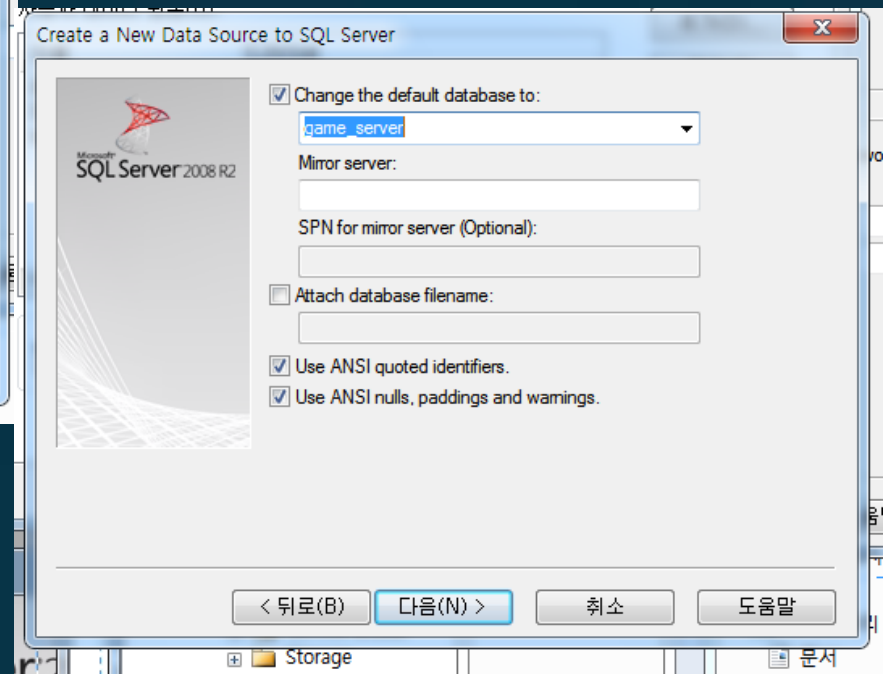 Create a New Data Source to SQL Server
Change the default database to:
game_server
Microsoft
SQL Server 2008 R2
Mirror server:
SPN for mirror server (Optional):
Attach database filename:
Use ANSI quoted identifiers.
Use ANSI nulls, paddings and warnings.
< 뒤로(B)
다음(N) >
취소
도움말
Storage
문서